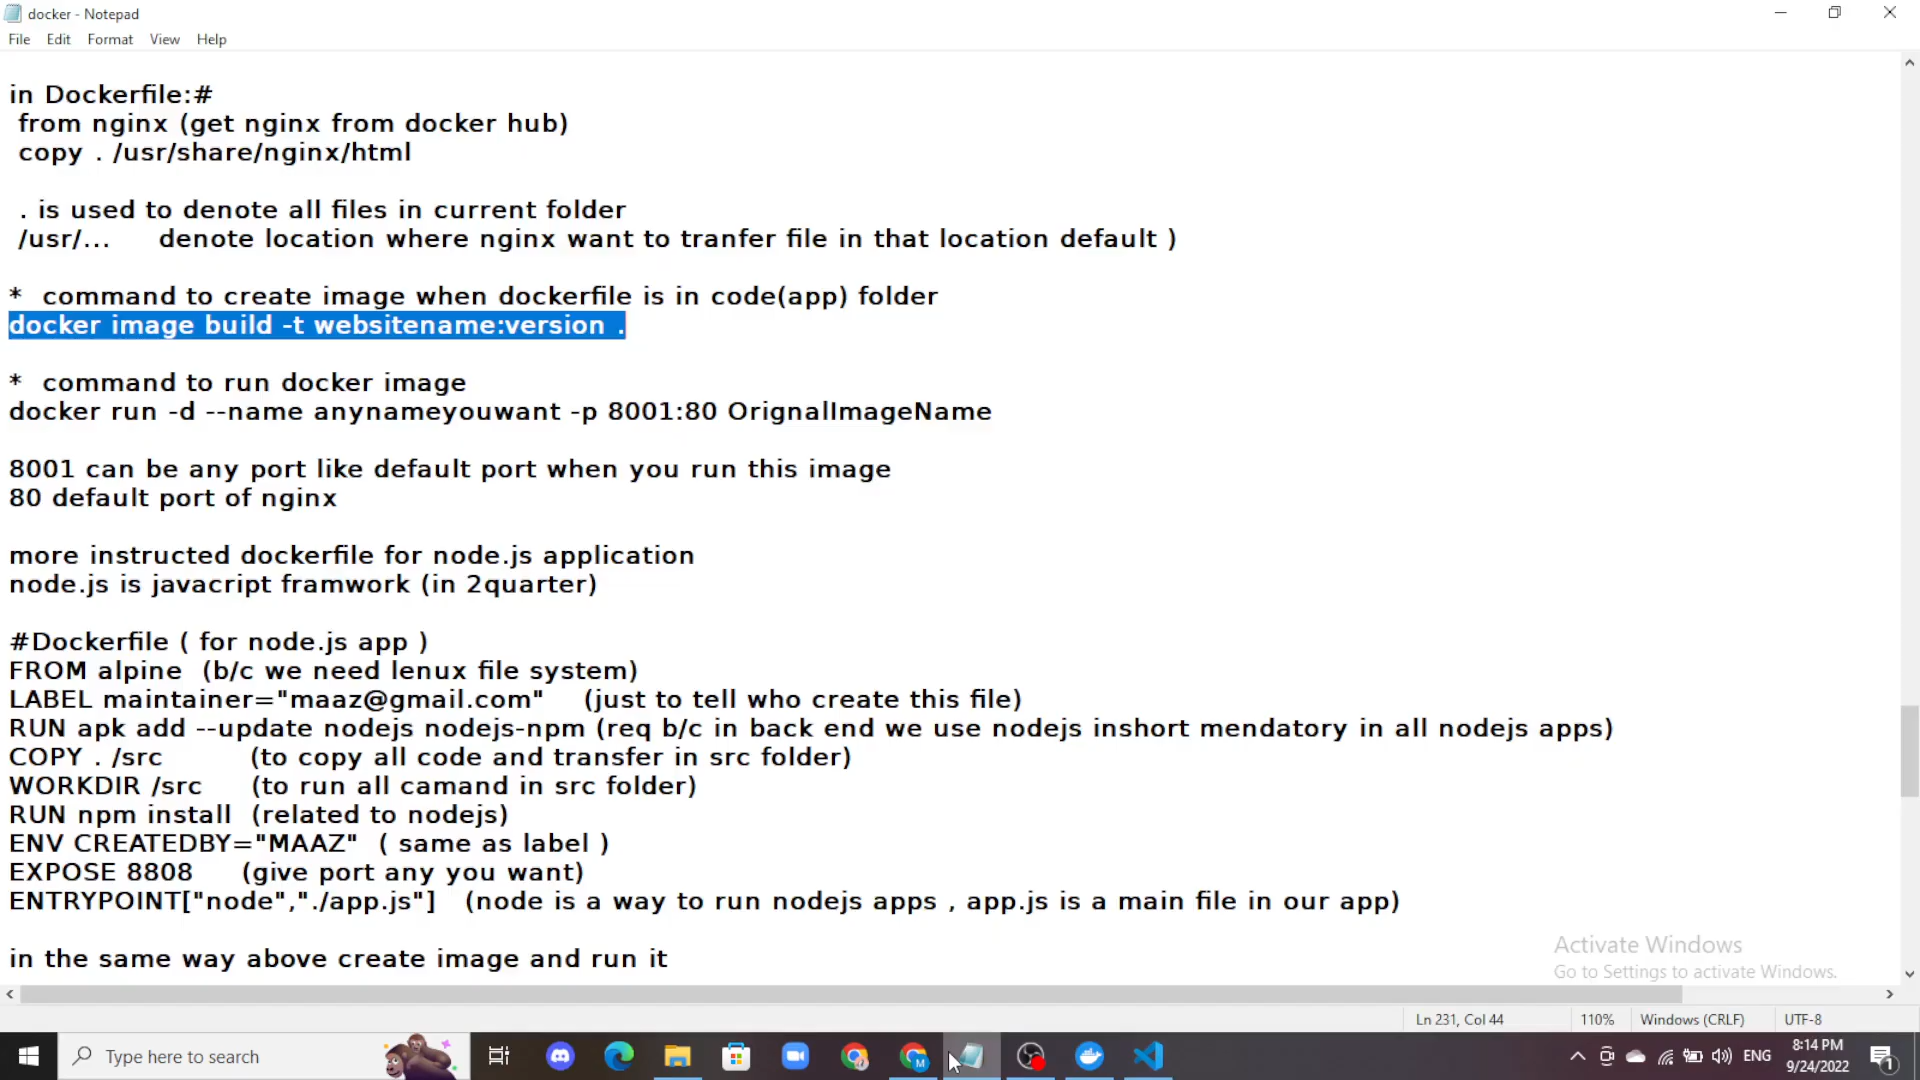 docker - Notepad
File Edit Format View Help
in Dockerfile:#
from nginx (get nginx from docker hub)
copy . /usr/share/nginx/html
. is used to denote all files in current folder
/usr/... denote location where nginx want to tranfer file in that location default )
* command to create image when dockerfile is in code(app) folder
docker image build -t websitename:version .
* command to run docker image
docker run -d --name anynameyouwant -p 8001:80 OrignalImageName
8001 can be any port like default port when you run this image
80 default port of nginx
more instructed dockerfile for node.js application
node.js is javacript framwork (in 2quarter)
#Dockerfile ( for node.js app )
FROM alpine (b/c we need lenux file system)
LABEL maintainer="maaz@gmail.com" (just to tell who create this file)
RUN apk add --update nodejs nodejs-npm (req b/c in back end we use nodejs inshort mendatory in all nodejs apps)
COPY . /src (to copy all code and transfer in src folder)
WORKDIR /src (to run all camand in src folder)
RUN npm install (related to nodejs)
ENV CREATEDBY="MAAZ" ( same as label )
EXPOSE 8808 (give port any you want)
ENTRYPOINT["node","./app.js"] (node is a way to run nodejs apps , app.js is a main file in our app)
in the same way above create image and run it
Activate Windows
Go to Settings to activate Windows.
Ln 231, Col 44 110% Windows (CRLF) UTF-8
Type here to search
M
ENG
8:14 PM
9/24/2022
1